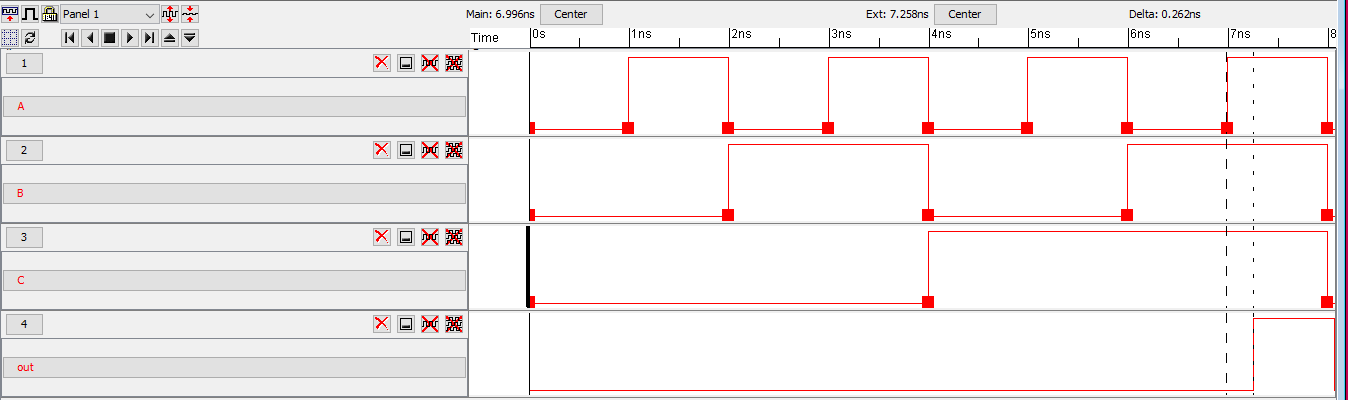 Panel 1 Main: 6.996ns Center Ext: 7.258ns Center Delta: 0.262ns
Time 0s 1ns 2ns 3ns 4ns 5ns 6ns 7ns 8
1
A
2
B
3
C
4
out